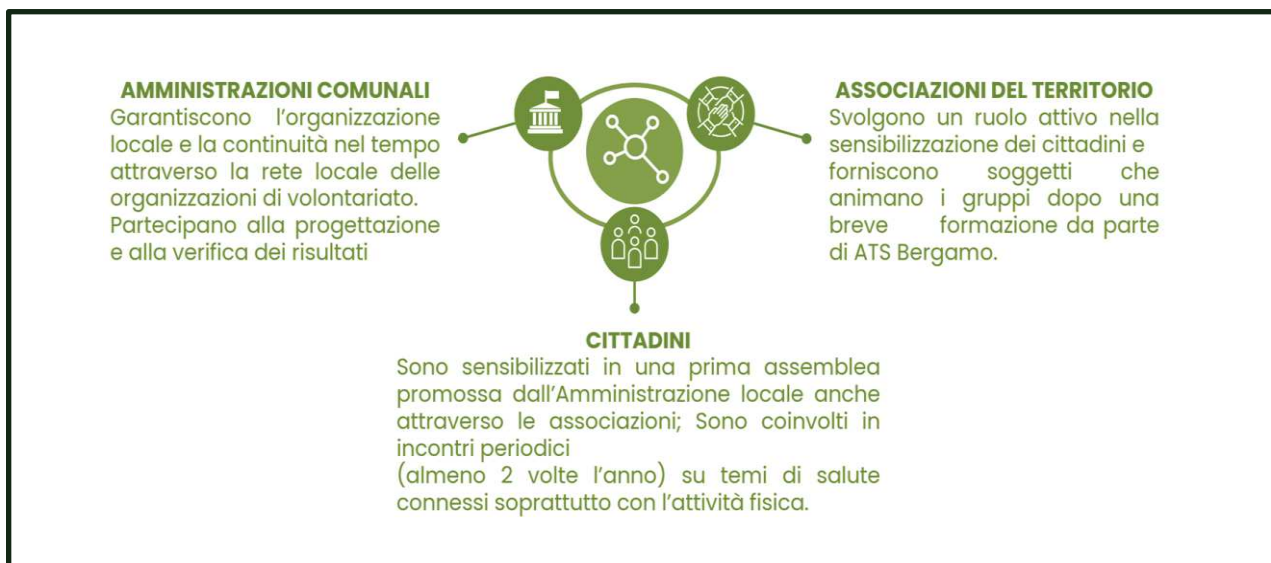 AMMINISTRAZIONI COMUNALI
Garantiscono l'organizzazione
locale e la continuità nel tempo
attraverso la rete locale delle
organizzazioni di volontariato.
Partecipano alla progettazione
e alla verifica dei risultati
ASSOCIAZIONI DEL TERRITORIO
Svolgono un ruolo attivo nella
sensibilizzazione dei cittadini e
forniscono soggetti che
animano i gruppi dopo una
breve formazione da parte
di ATS Bergamo.
CITTADINI
Sono sensibilizzati in una prima assemblea
promossa dall'Amministrazione locale anche
attraverso le associazioni; Sono coinvolti in
incontri periodici
(almeno 2 volte l'anno) su temi di salute
connessi soprattutto con l'attività fisica.